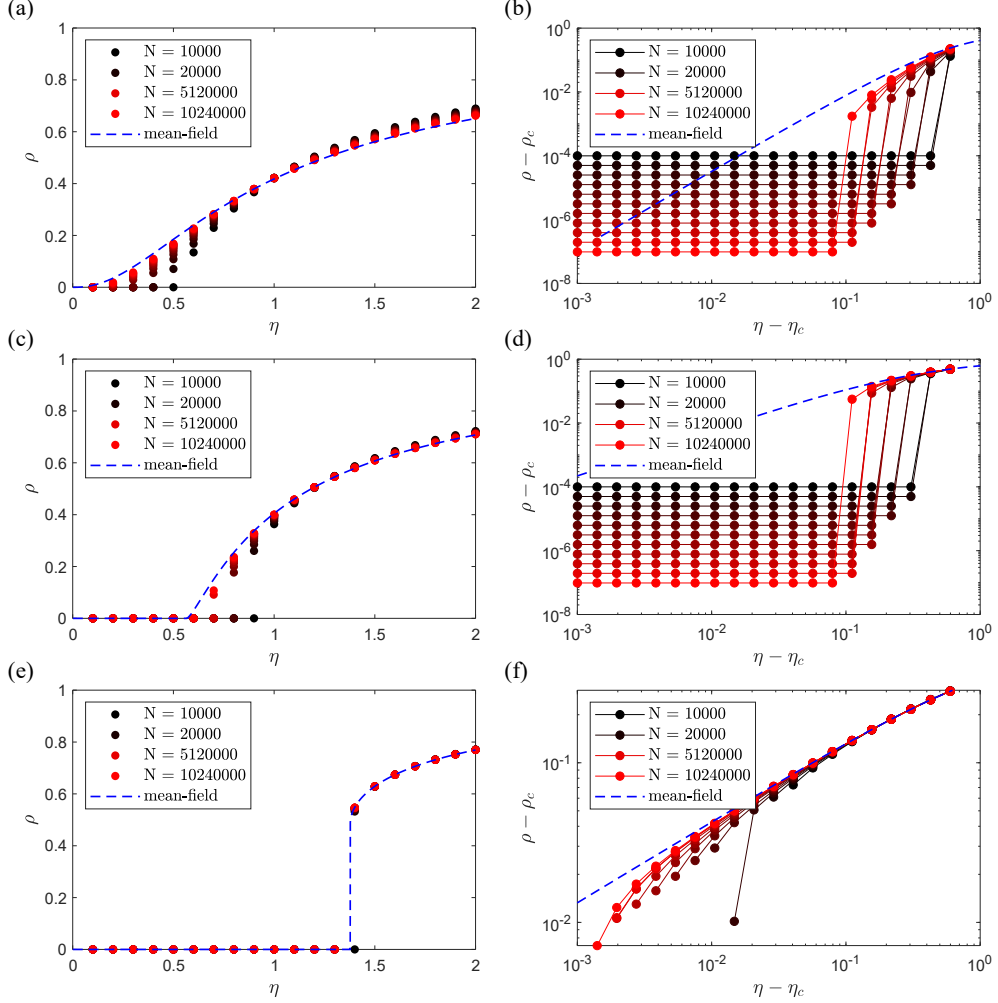 (a)
1
0.8
0.6
0.4
0.2
0
ρ
N = 10000
N = 20000
N = 5120000
N = 10240000
mean-field
0 0.5 1 1.5 2
η
(b)
10^0
10^-2
10^-4
10^-6
10^-8
ρ − ρ_c
N = 10000
N = 20000
N = 5120000
N = 10240000
mean-field
10^-3 10^-2 10^-1 10^0
η − η_c
(c)
1
0.8
0.6
0.4
0.2
0
ρ
N = 10000
N = 20000
N = 5120000
N = 10240000
mean-field
0 0.5 1 1.5 2
η
(d)
10^0
10^-2
10^-4
10^-6
10^-8
ρ − ρ_c
N = 10000
N = 20000
N = 5120000
N = 10240000
mean-field
10^-3 10^-2 10^-1 10^0
η − η_c
(e)
1
0.8
0.6
0.4
0.2
0
ρ
N = 10000
N = 20000
N = 5120000
N = 10240000
mean-field
0 0.5 1 1.5 2
η
(f)
10^-1
10^-2
ρ − ρ_c
N = 10000
N = 20000
N = 5120000
N = 10240000
mean-field
10^-3 10^-2 10^-1 10^0
η − η_c